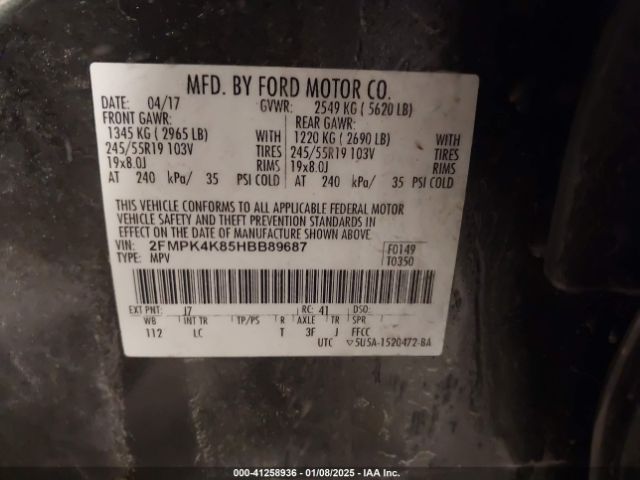 MFD. BY FORD MOTOR CO.
DATE: 04/17 GVWR: 2549 KG ( 5620 LB)
FRONT GAWR: REAR GAWR:
1345 KG ( 2965 LB) WITH 1220 KG ( 2690 LB) WITH
245/55R19 103V TIRES 245/55R19 103V TIRES
19x8.0J RIMS 19x8.0J RIMS
AT 240 kPa/ 35 PSI COLD AT 240 kPa/ 35 PSI COLD
THIS VEHICLE CONFORMS TO ALL APPLICABLE FEDERAL MOTOR
VEHICLE SAFETY AND THEFT PREVENTION STANDARDS IN
EFFECT ON THE DATE OF MANUFACTURE SHOWN ABOVE.
VIN: 2FMPK4K85HBB89687 F0149
TYPE: MPV T0350
EXT PNT: J7 RC: 41 DSO:
WB INT TR TP/PS R AXLE TR SPR
112 LC T 3F J FFCC
UTC ▽5U5A-1520472-BA
000-41258936 - 01/08/2025 - IAA Inc.